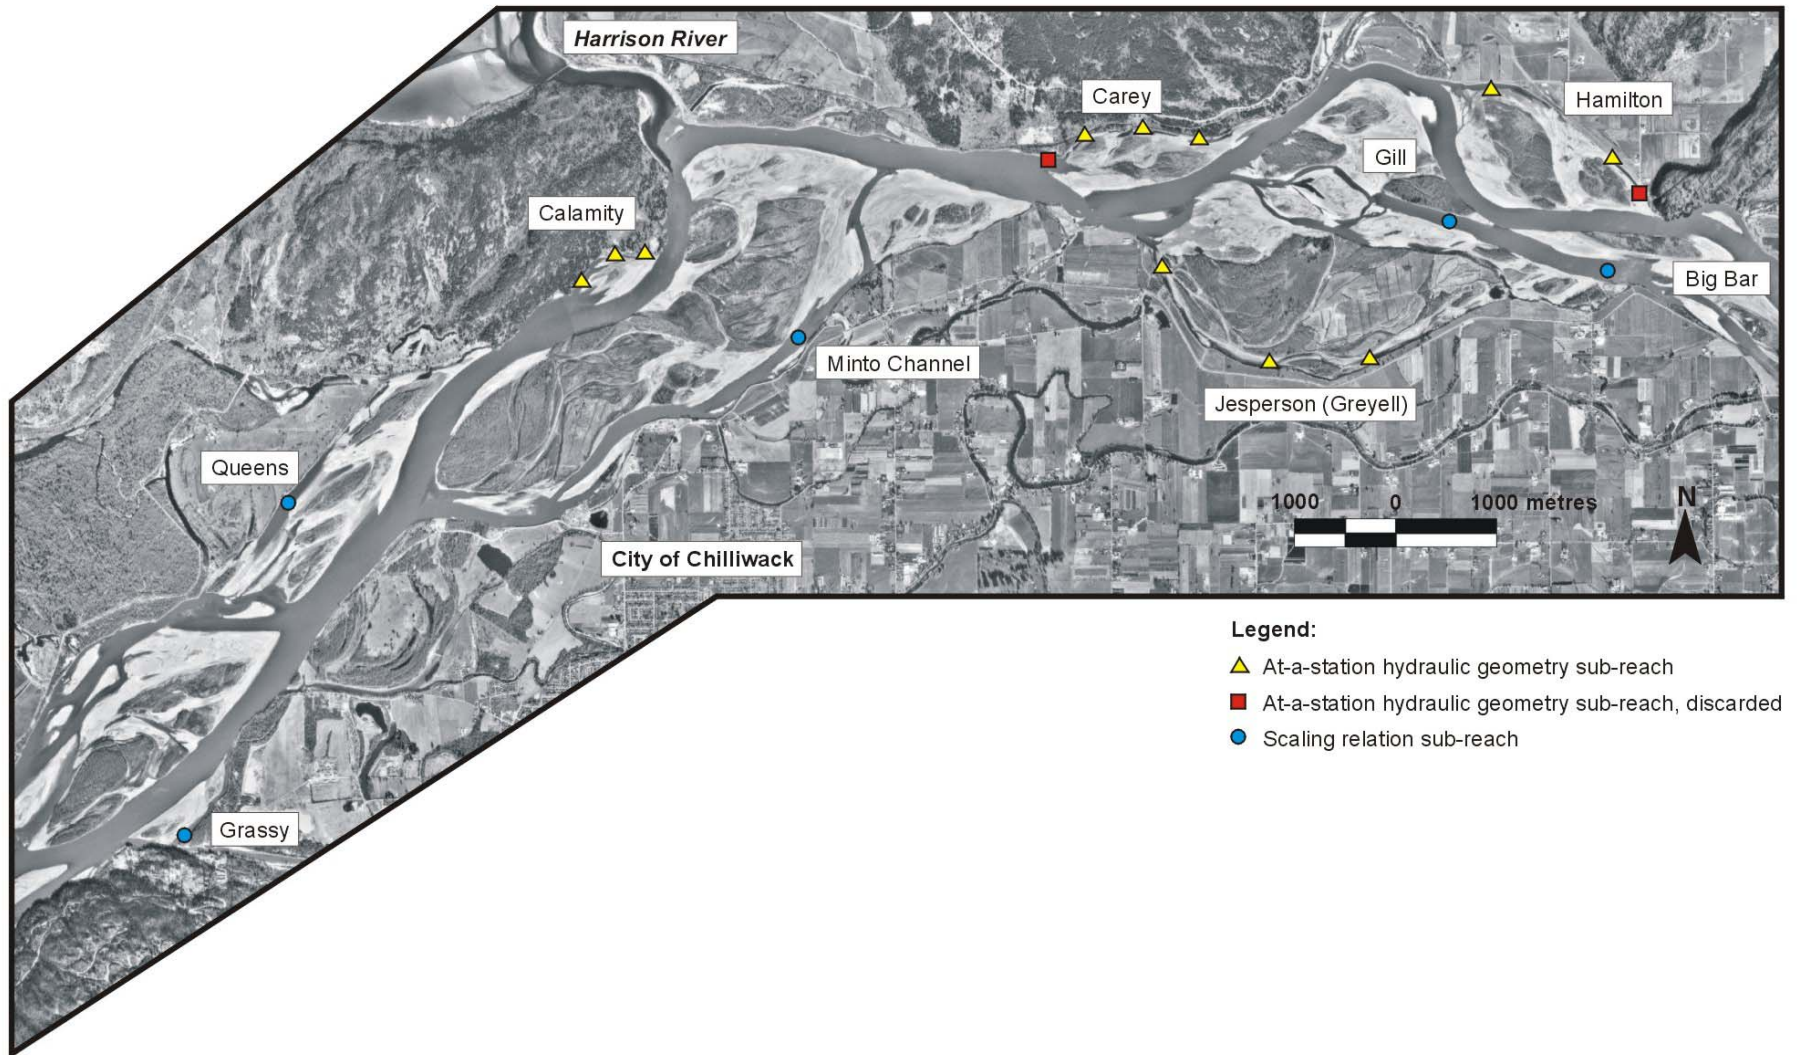 Harrison River
Carey
Hamilton
Gill
Calamity
Big Bar
Minto Channel
Jesperson (Greyell)
Queens
1000 0 1000 metres
N
City of Chilliwack
Legend:
At-a-station hydraulic geometry sub-reach
At-a-station hydraulic geometry sub-reach, discarded
Scaling relation sub-reach
Grassy